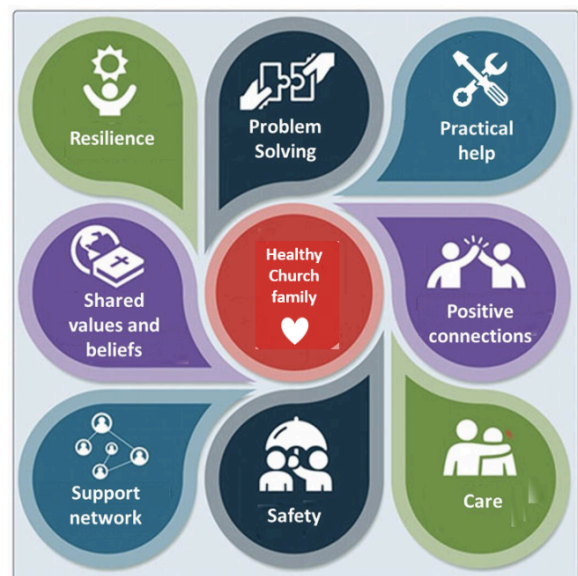 Resilience
Problem
Solving
Practical
help
Shared
values and
beliefs
Healthy
Church
family
Positive
connections
Support
network
Safety
Care